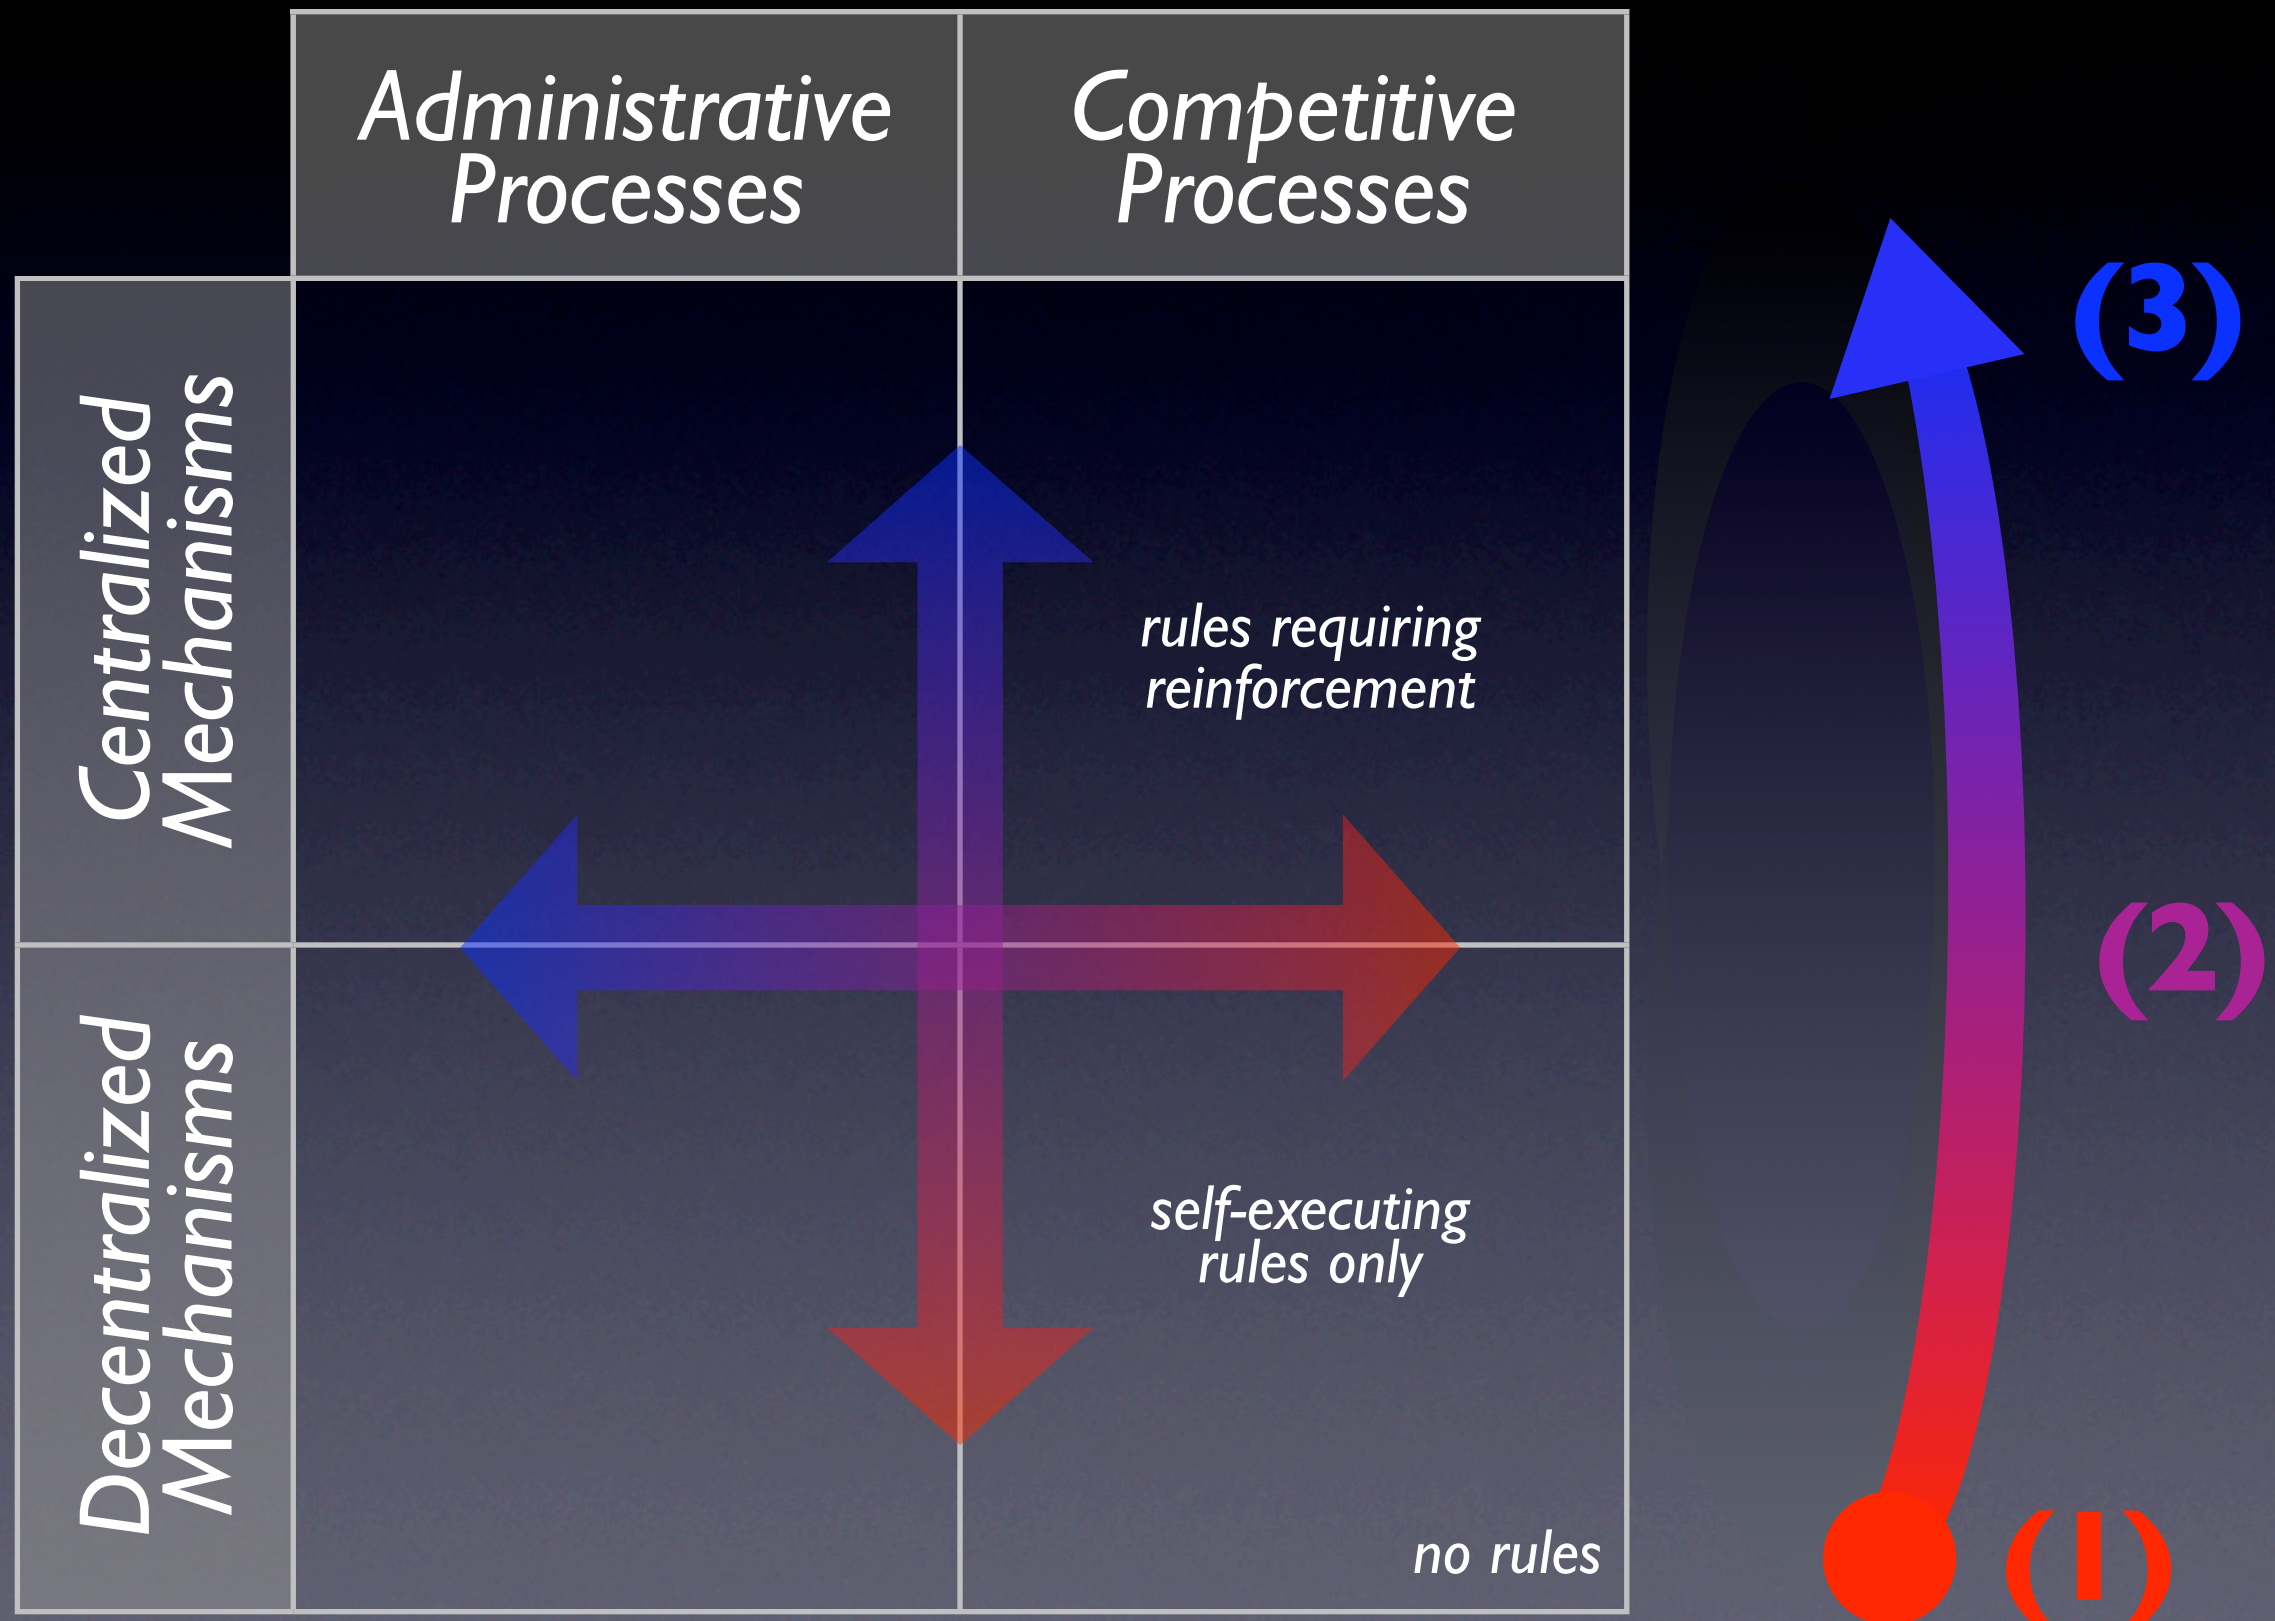 Administrative
Processes
Competitive
Processes
Centralized
Mechanisms
rules requiring
reinforcement
Decentralized
Mechanisms
self-executing
rules only
no rules
(3)
(2)
(1)